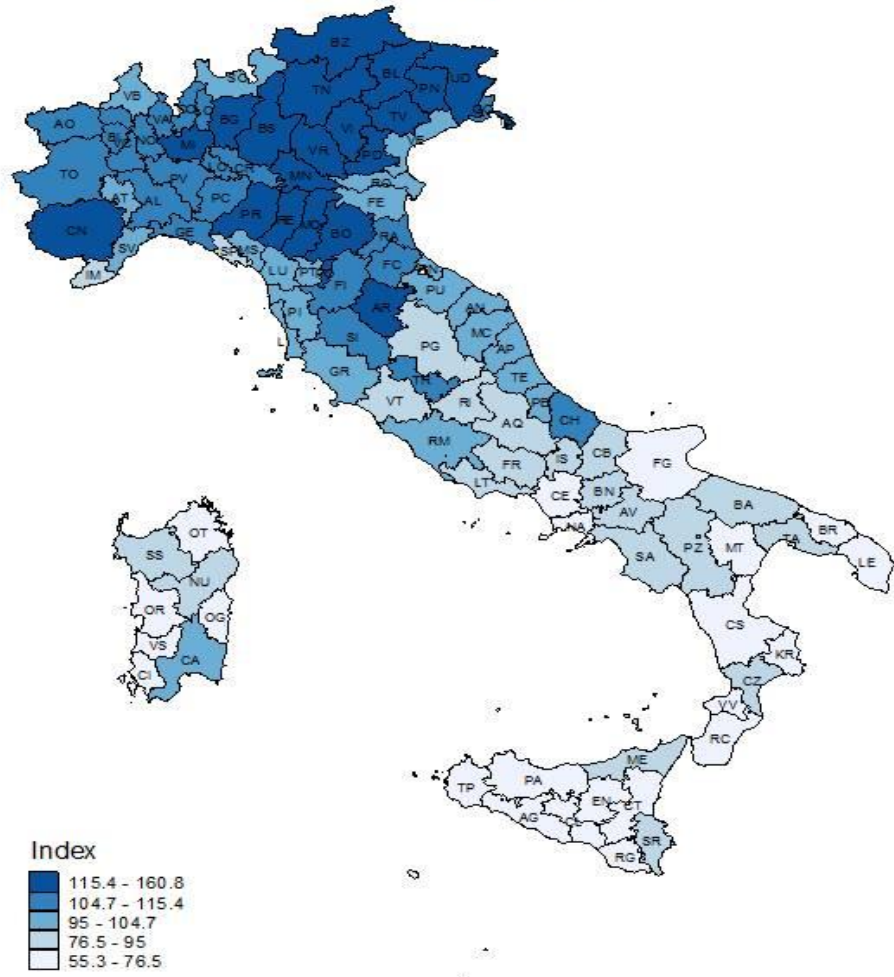 BZ
SO
BL
UD
PN
TN
VB
AO
VA
BG
BS
VI
TV
NO
MI
VR
VE
PD
TO
PV
LO
CR
MN
RO
AT
AL
PC
FE
PR
RE
MO
BO
CN
GE
RA
SV
SP
MS
FC
IM
LU
PT
FI
PU
PI
AR
AN
MC
SI
PG
AP
GR
TR
TE
VT
RI
PE
AQ
CH
RM
FR
IS
CB
FG
LT
CE
BN
BA
NA
AV
OT
SS
SA
PZ
MT
TA
BR
LE
NU
OR
OG
CS
VS
CA
CI
KR
CZ
VV
RC
ME
TP
PA
EN
CT
AG
CL
SR
RG
Index
115.4 - 160.8
104.7 - 115.4
95 - 104.7
76.5 - 95
55.3 - 76.5